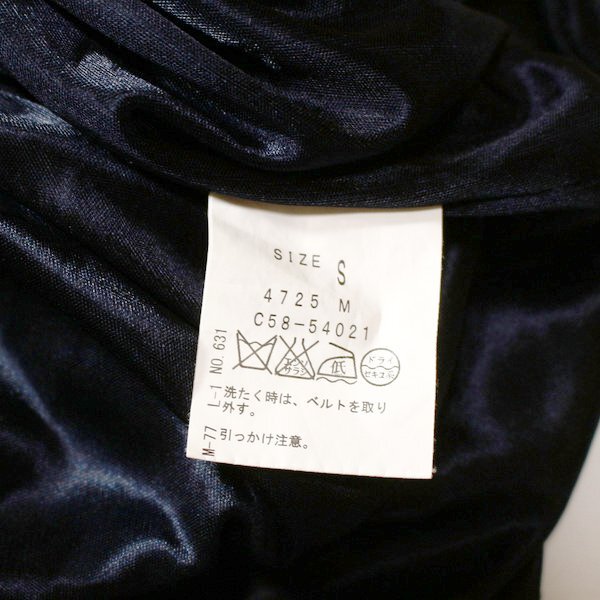 SIZE S
4725 M
C58-54021
エンソ
サラシ
低
ドライ
セキユ系
L-1 NO.631
洗たく時は、ベルトを取り
外す。
M-77
引っかけ注意。